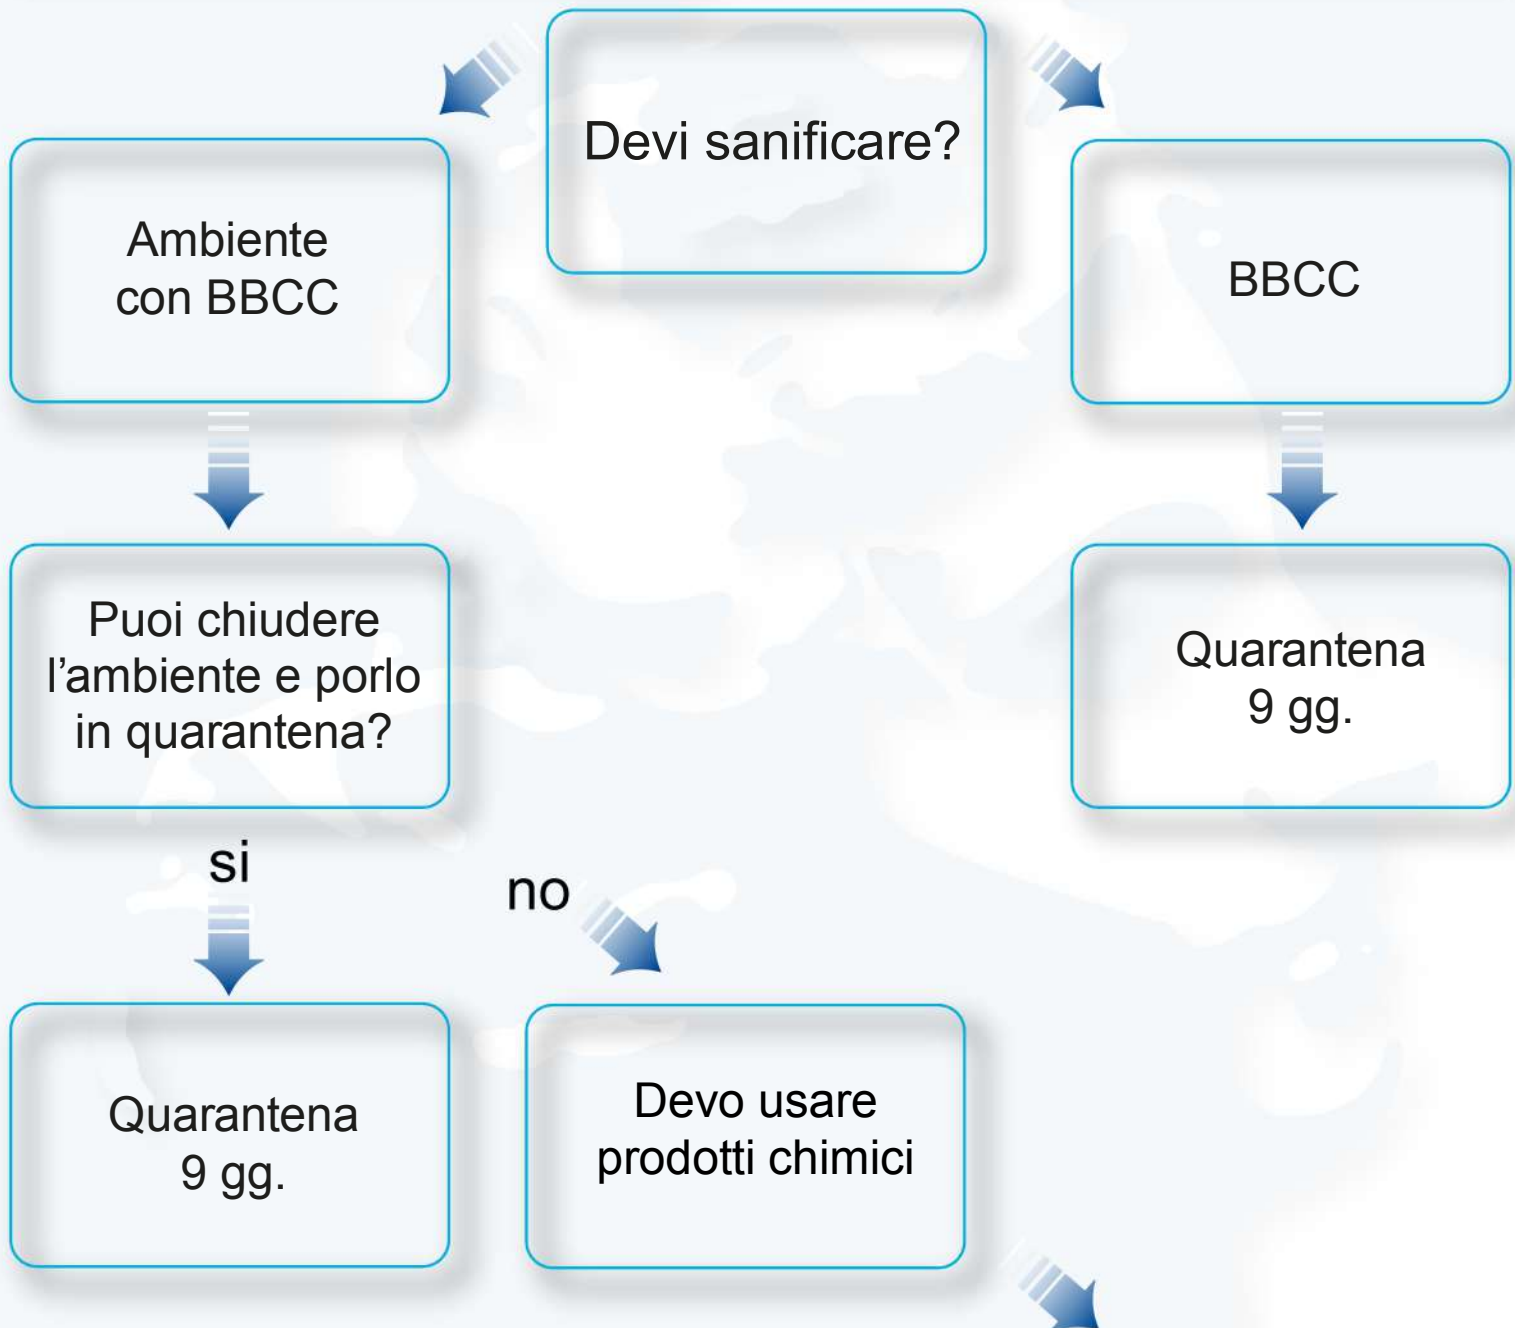 Devi sanificare?
Ambiente
con BBCC
BBCC
Puoi chiudere
l’ambiente e porlo
in quarantena?
Quarantena
9 gg.
si
no
Quarantena
9 gg.
Devo usare
prodotti chimici